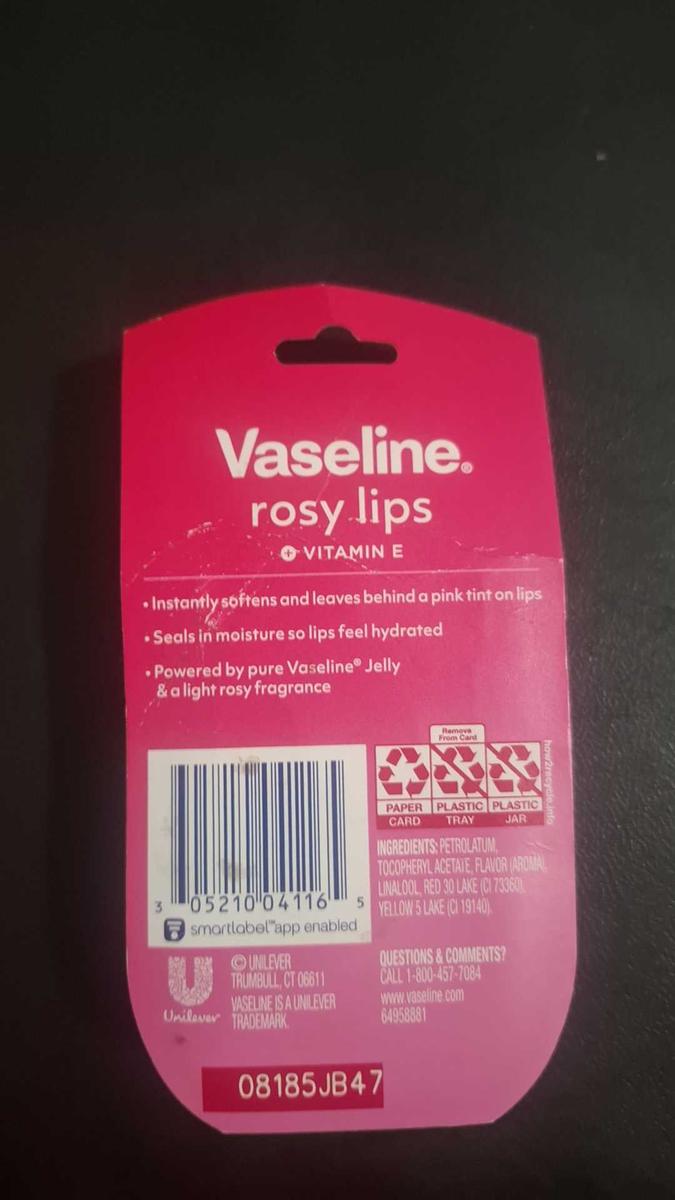 Vaseline®
rosy lips
+ VITAMIN E
• Instantly softens and leaves behind a pink tint on lips
• Seals in moisture so lips feel hydrated
• Powered by pure Vaseline® Jelly
& a light rosy fragrance
Remove
From Card
PAPER PLASTIC PLASTIC
CARD TRAY JAR
how2recycle.info
INGREDIENTS: PETROLATUM,
TOCOPHERYL ACETATE, FLAVOR (AROMA),
LINALOOL, RED 30 LAKE (CI 73360),
YELLOW 5 LAKE (CI 19140).
3 05210 04116 5
smartlabel™ app enabled
Unilever
© UNILEVER
TRUMBULL, CT 06611
VASELINE IS A UNILEVER
TRADEMARK.
QUESTIONS & COMMENTS?
CALL 1-800-457-7084
www.vaseline.com
64958881
08185JB47